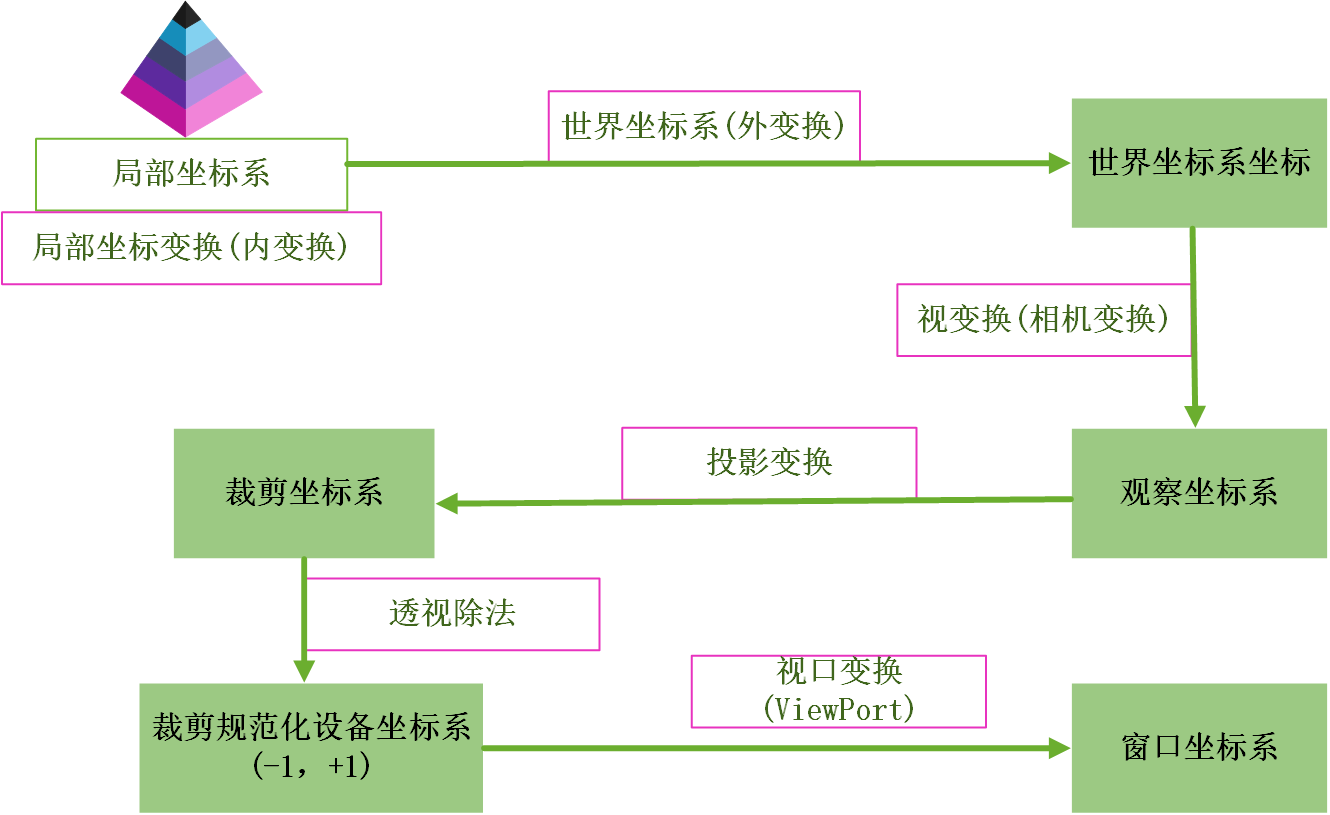 局部坐标系
局部坐标变换(内变换)
世界坐标系(外变换)
世界坐标系坐标
视变换(相机变换)
观察坐标系
投影变换
裁剪坐标系
透视除法
裁剪规范化设备坐标系
(-1，+1)
视口变换
(ViewPort)
窗口坐标系